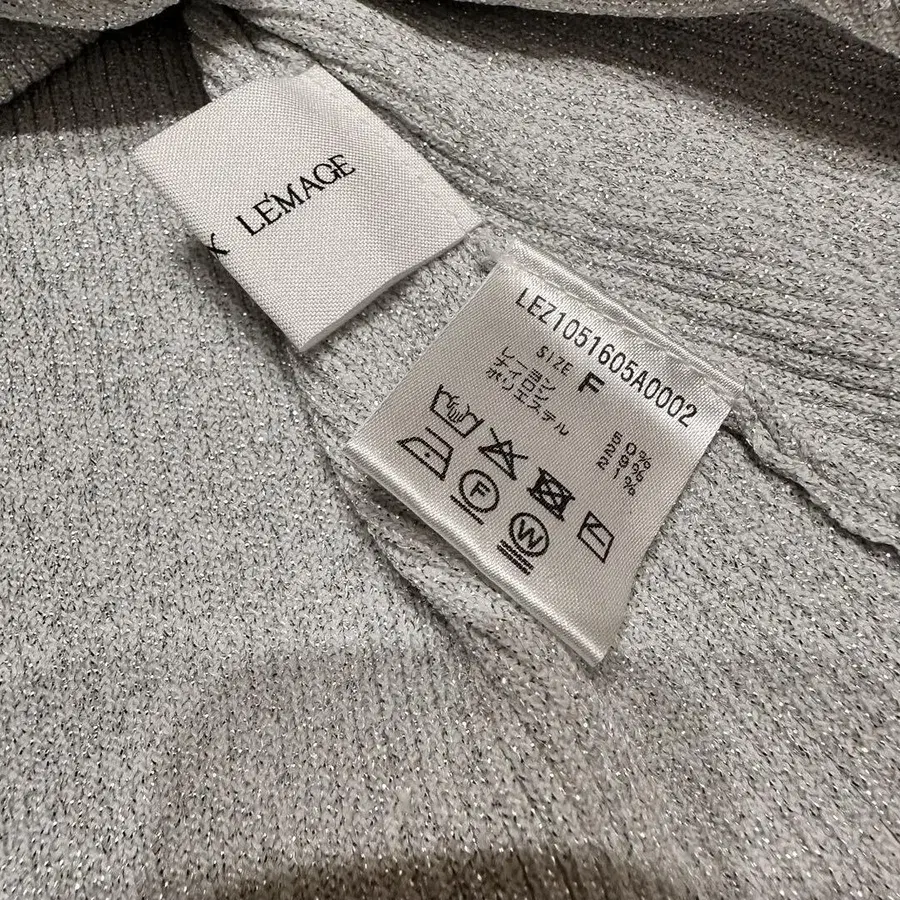 LÉMAGE
LEZ1051605A0002
SIZE
F
レーヨン 50%
ナイロン 29%
ポリエステル 21%
F
W